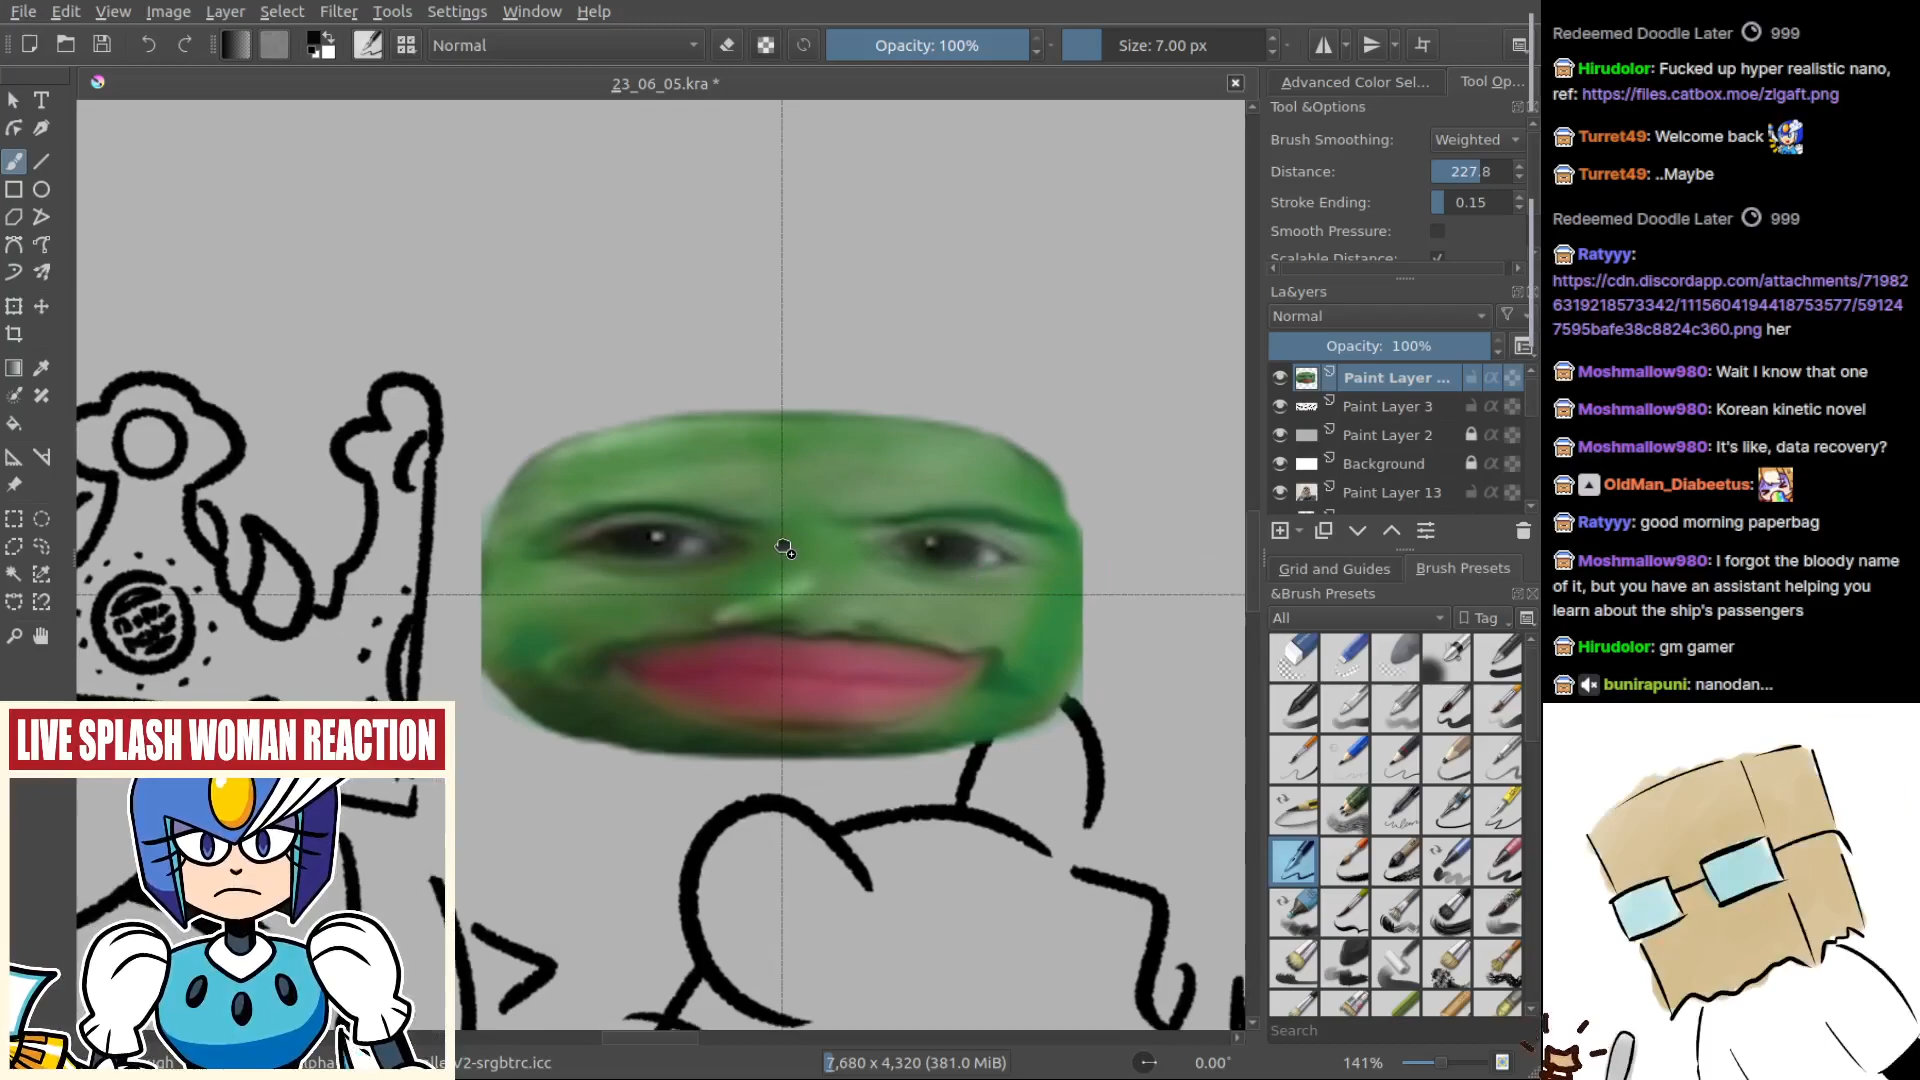 File Edit View Image Layer Select Filter Tools Settings Window Help
Normal
Opacity: 100%
Size: 7.00 px
23_06_05.kra *
Advanced Color Sel...
Tool Op...
Tool &Options
Brush Smoothing: Weighted
Distance: 227.8
Stroke Ending: 0.15
Smooth Pressure:
Scalable Distance:
La&yers
Normal
Opacity: 100%
Paint Layer ...
Paint Layer 3
Paint Layer 2
Background
Paint Layer 13
Grid and Guides
Brush Presets
&Brush Presets
All
Tag
Search
7,680 x 4,320 (381.0 MiB)
0.00°
141%
V2-srgbtrc.icc
LIVE SPLASH WOMAN REACTION
Redeemed Doodle Later 999
Hirudolor: Fucked up hyper realistic nano,
ref: https://files.catbox.moe/zlgaft.png
Turret49: Welcome back
Turret49: ..Maybe
Redeemed Doodle Later 999
Ratyyy:
https://cdn.discordapp.com/attachments/71982
6319218573342/1115604194418753577/59124
7595bafe38c8824c360.png her
Moshmallow980: Wait I know that one
Moshmallow980: Korean kinetic novel
Moshmallow980: It's like, data recovery?
OldMan_Diabeetus:
Ratyyy: good morning paperbag
Moshmallow980: I forgot the bloody name
of it, but you have an assistant helping you
learn about the ship's passengers
Hirudolor: gm gamer
bunirapuni: nanodan...